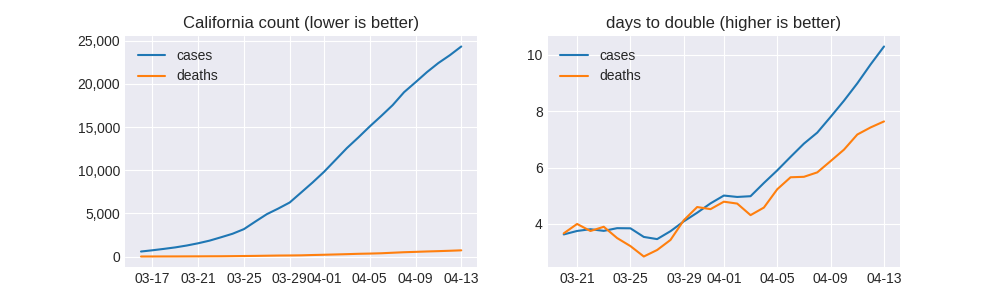 California count (lower is better)
25,000
20,000
15,000
10,000
5,000
0
cases
deaths
03-17 03-21 03-25 03-29 04-01 04-05 04-09 04-13
days to double (higher is better)
10
8
6
4
cases
deaths
03-21 03-25 03-29 04-01 04-05 04-09 04-13